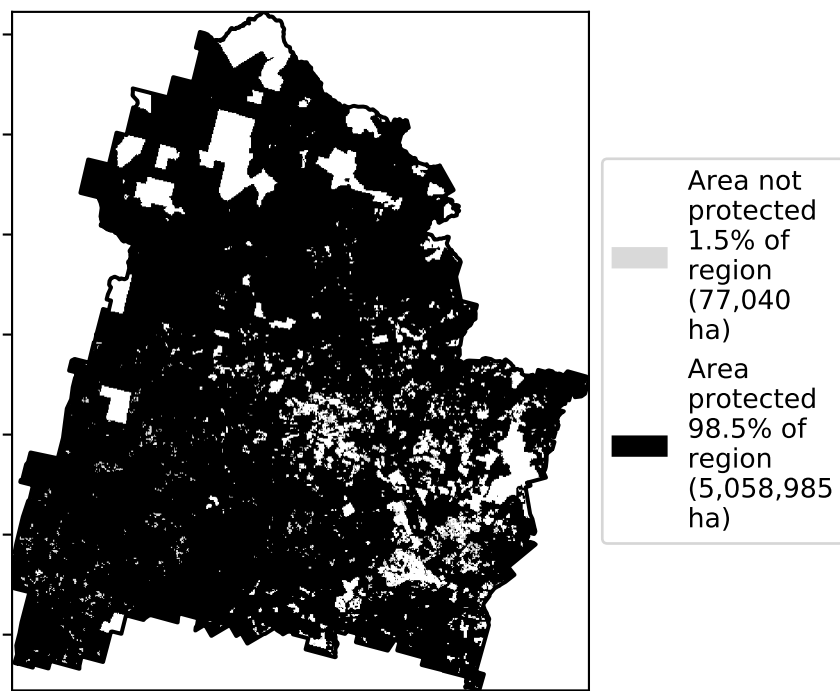 Area not
protected
1.5% of
region
(77,040
ha)
Area
protected
98.5% of
region
(5,058,985
ha)